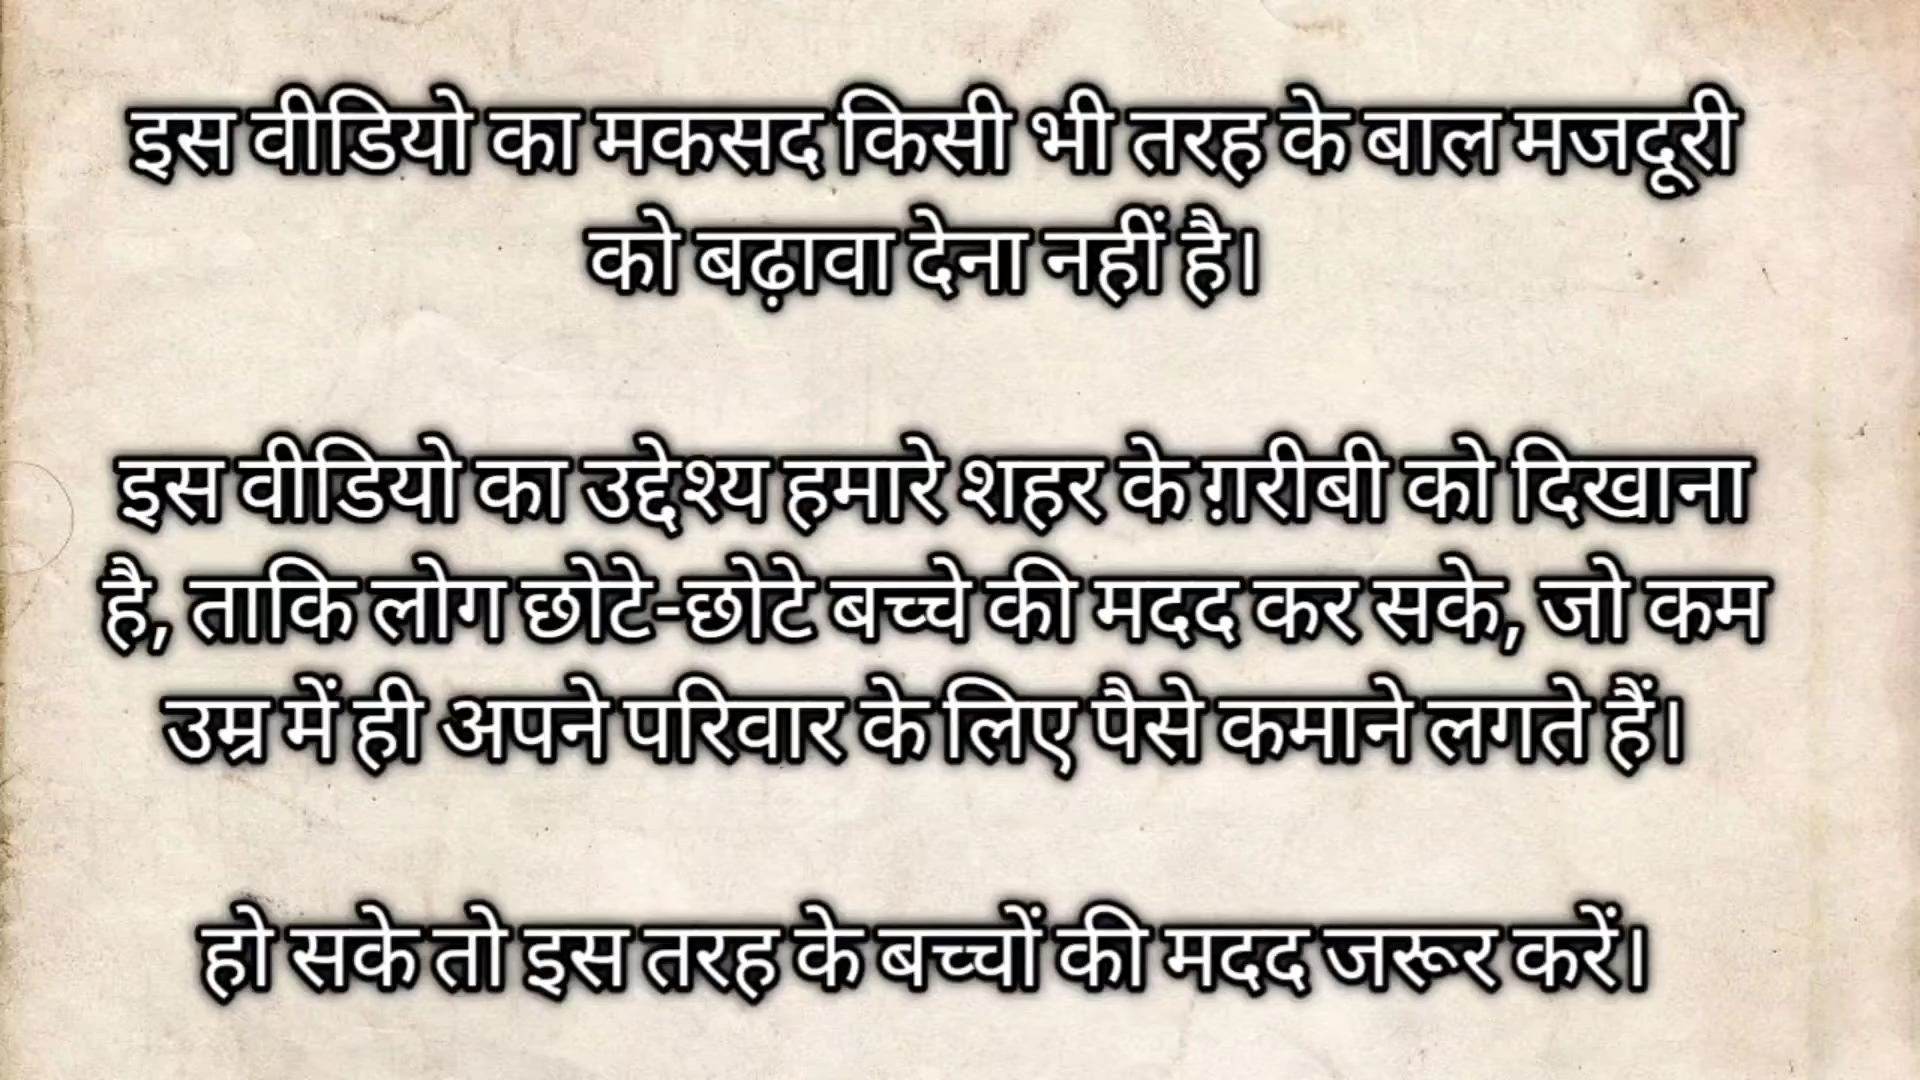 इस वीडियो का मकसद किसी भी तरह के बाल मजदूरी
को बढ़ावा देना नहीं है।
इस वीडियो का उद्देश्य हमारे शहर के ग़रीबी को दिखाना
है, ताकि लोग छोटे-छोटे बच्चे की मदद कर सके, जो कम
उम्र में ही अपने परिवार के लिए पैसे कमाने लगते हैं।
हो सके तो इस तरह के बच्चों की मदद जरूर करें।